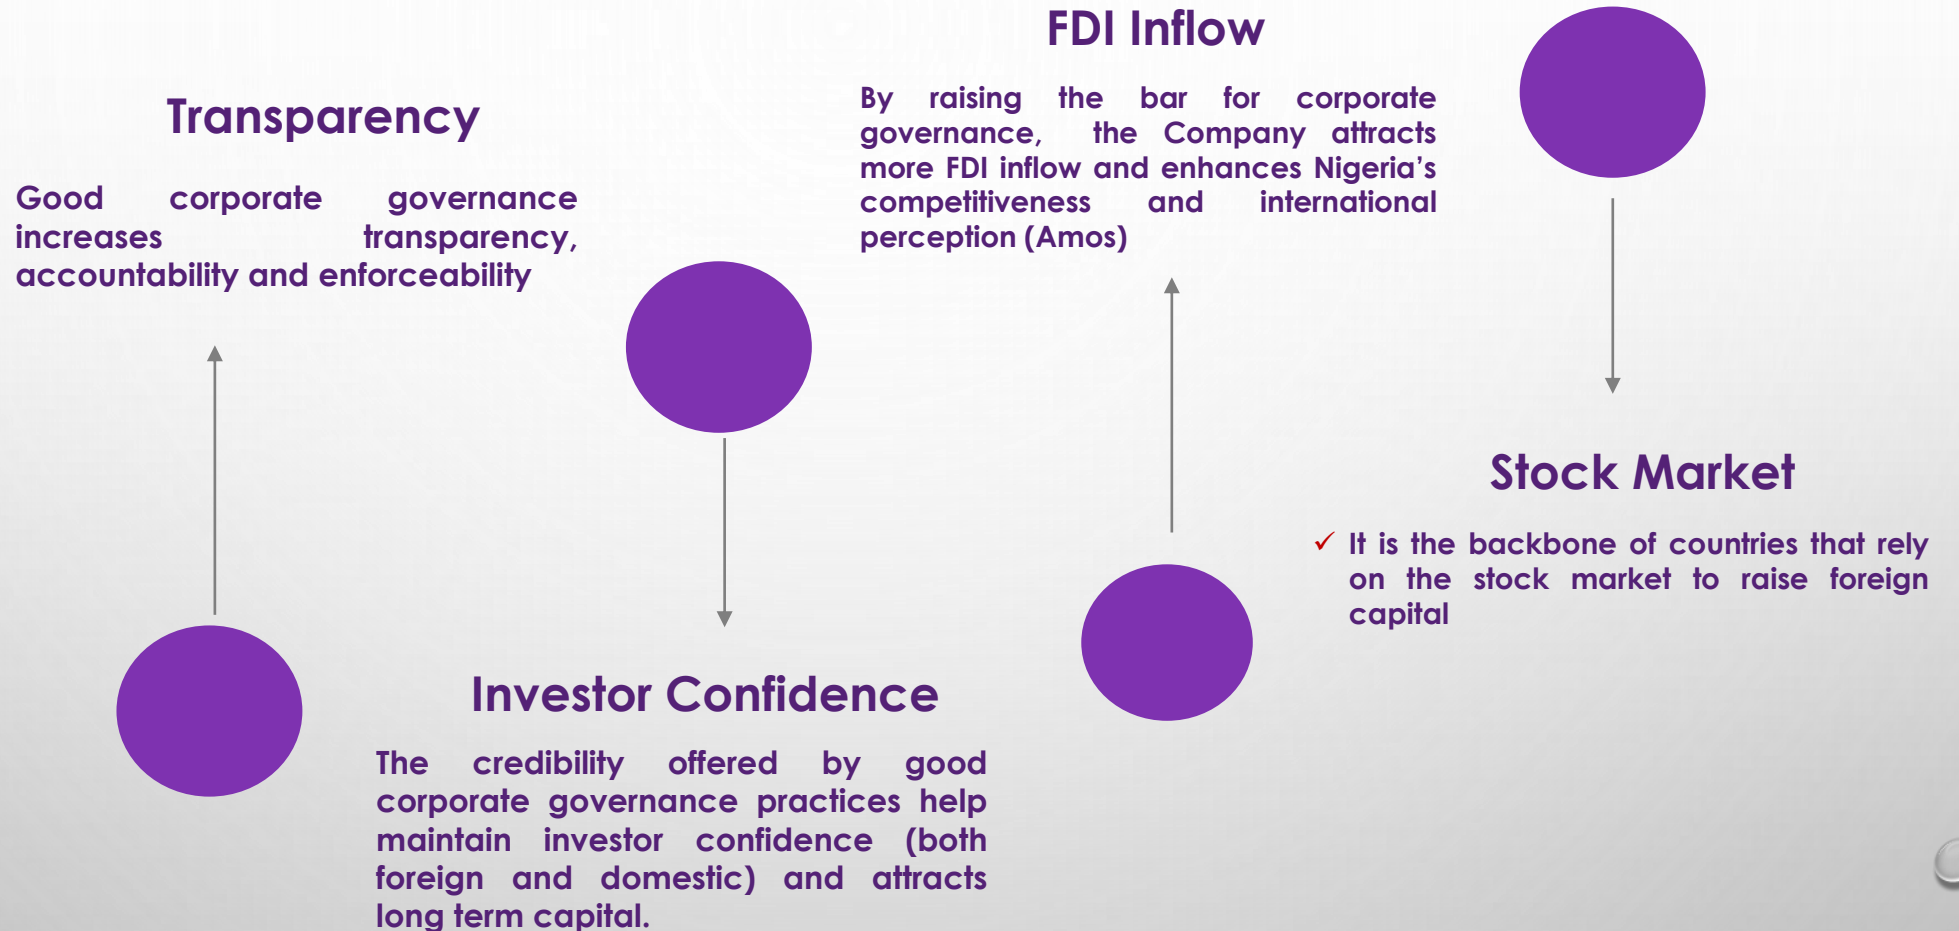 Transparency
Good corporate governance
increases transparency,
accountability and enforceability
Investor Confidence
The credibility offered by good
corporate governance practices help
maintain investor confidence (both
foreign and domestic) and attracts
long term capital.
FDI Inflow
By raising the bar for corporate
governance, the Company attracts
more FDI inflow and enhances Nigeria’s
competitiveness and international
perception (Amos)
Stock Market
✓ It is the backbone of countries that rely
on the stock market to raise foreign
capital